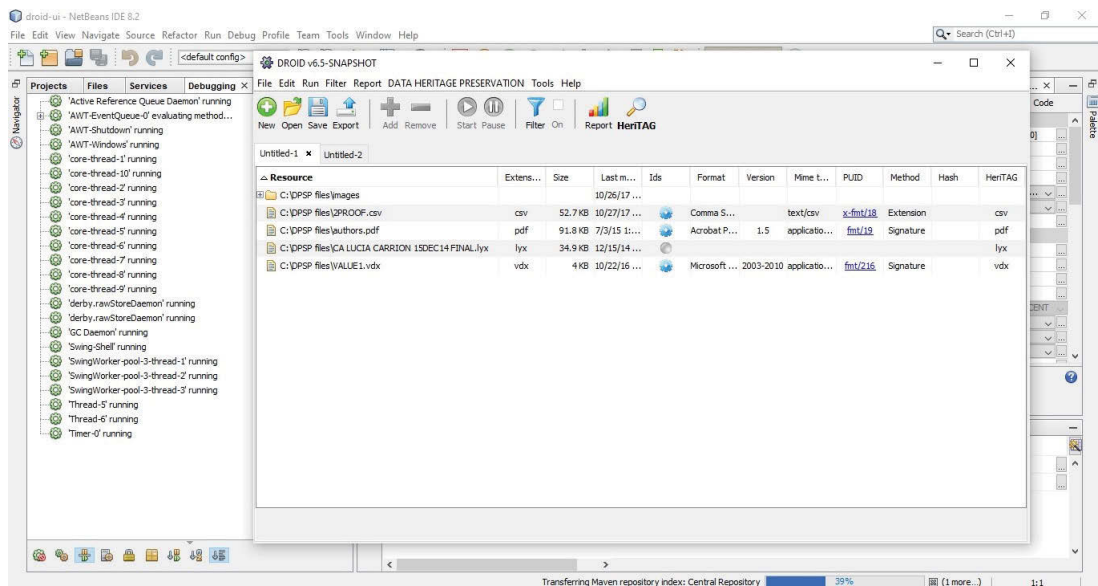 droid-ui - NetBeans IDE 8.2
File Edit View Navigate Source Refactor Run Debug Profile Team Tools Window Help
Search (Ctrl+I)
<default config>
Projects Files Services Debugging
Navigator
'Active Reference Queue Daemon' running
'AWT-EventQueue-0' evaluating method...
'AWT-Shutdown' running
'AWT-Windows' running
'core-thread-1' running
'core-thread-10' running
'core-thread-2' running
'core-thread-3' running
'core-thread-4' running
'core-thread-5' running
'core-thread-6' running
'core-thread-7' running
'core-thread-8' running
'core-thread-9' running
'derby.rawStoreDaemon' running
'derby.rawStoreDaemon' running
'GC Daemon' running
'Swing-Shell' running
'SwingWorker-pool-3-thread-1' running
'SwingWorker-pool-3-thread-2' running
'SwingWorker-pool-3-thread-3' running
'Thread-5' running
'Thread-6' running
'Timer-0' running
DROID v6.5-SNAPSHOT
File Edit Run Filter Report DATA HERITAGE PRESERVATION Tools Help
New Open Save Export Add Remove Start Pause Filter On Report HeriTAG
Untitled-1 Untitled-2
Resource Extens... Size Last m... Ids Format Version Mime t... PUID Method Hash HeriTAG
C:\DPSP files\images 10/26/17 ...
C:\DPSP files\2PROOF.csv csv 52.7 KB 10/27/17 ... Comma S... text/csv x-fmt/18 Extension csv
C:\DPSP files\authors.pdf pdf 91.8 KB 7/3/15 1:... Acrobat P... 1.5 applicatio... fmt/19 Signature pdf
C:\DPSP files\CA LUCIA CARRION 15DEC14 FINAL.lyx lyx 34.9 KB 12/15/14 ... lyx
C:\DPSP files\VALUE1.vdx vdx 4 KB 10/22/16 ... Microsoft ... 2003-2010 applicatio... fmt/216 Signature vdx
Code
Palette
Transferring Maven repository index: Central Repository 39% (1 more...) 1:1